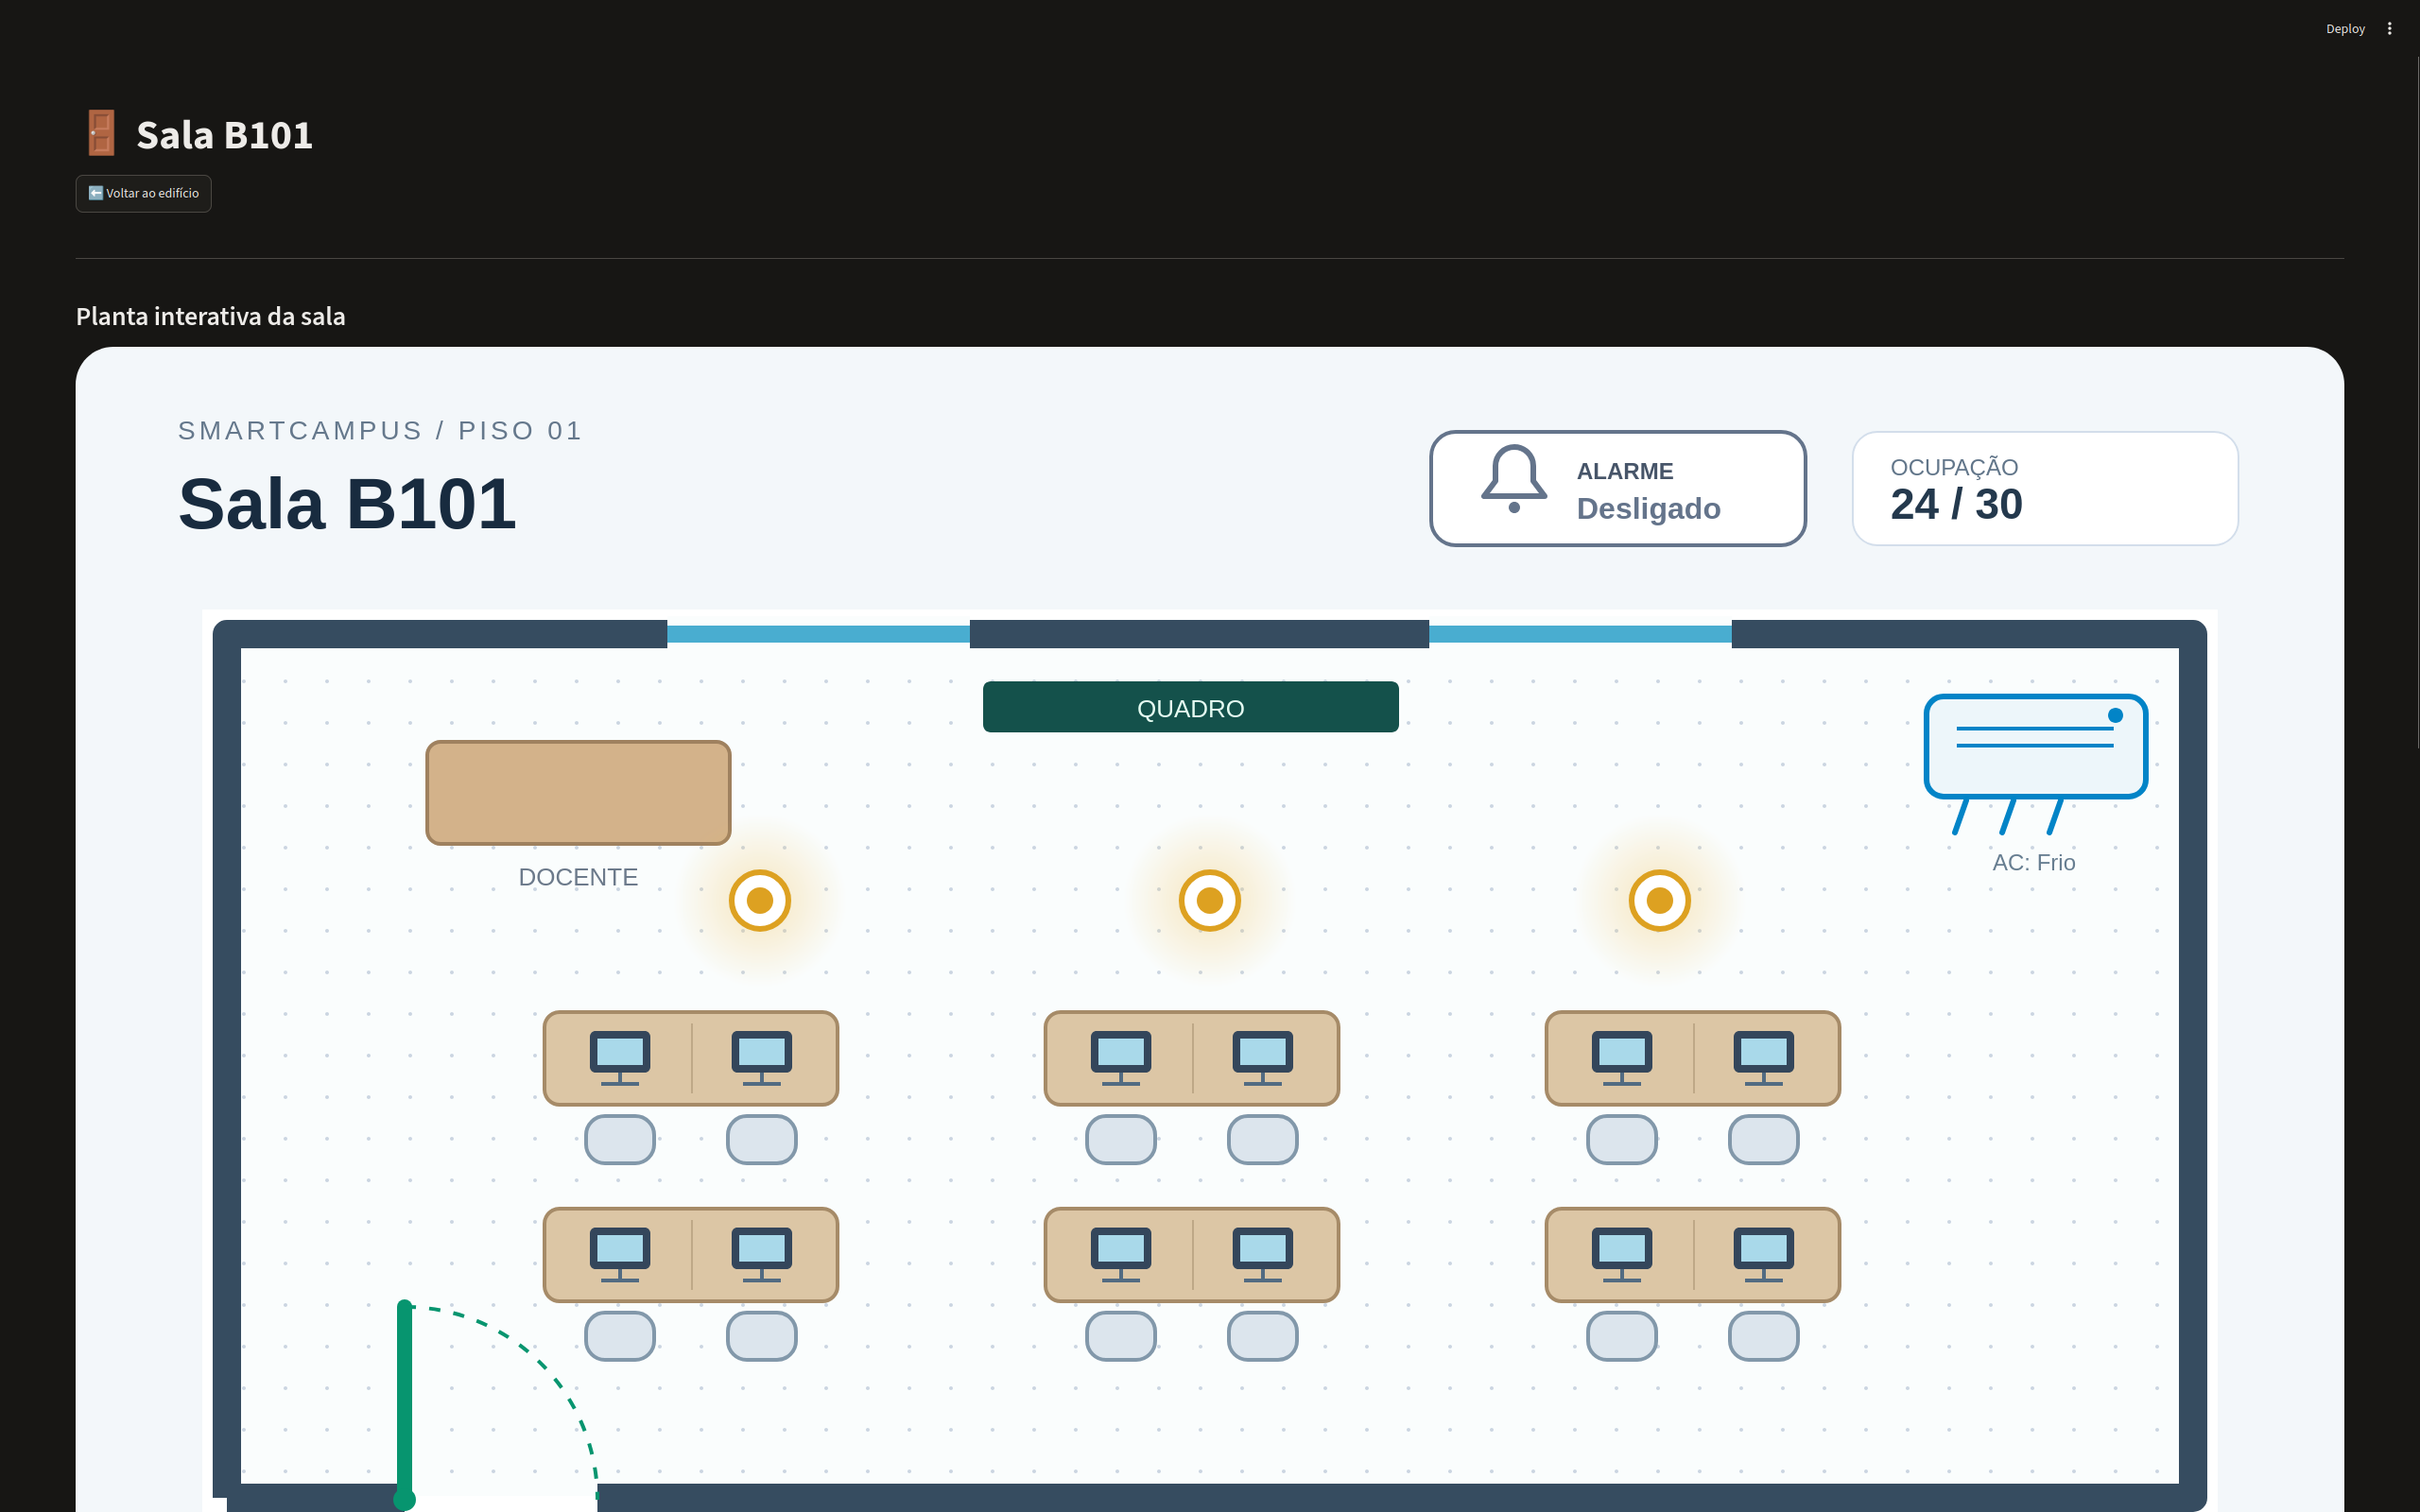 Deploy
Sala B101
Voltar ao edifício
Planta interativa da sala
SMARTCAMPUS / PISO 01
Sala B101
ALARME
Desligado
OCUPAÇÃO
24 / 30
QUADRO
DOCENTE
AC: Frio